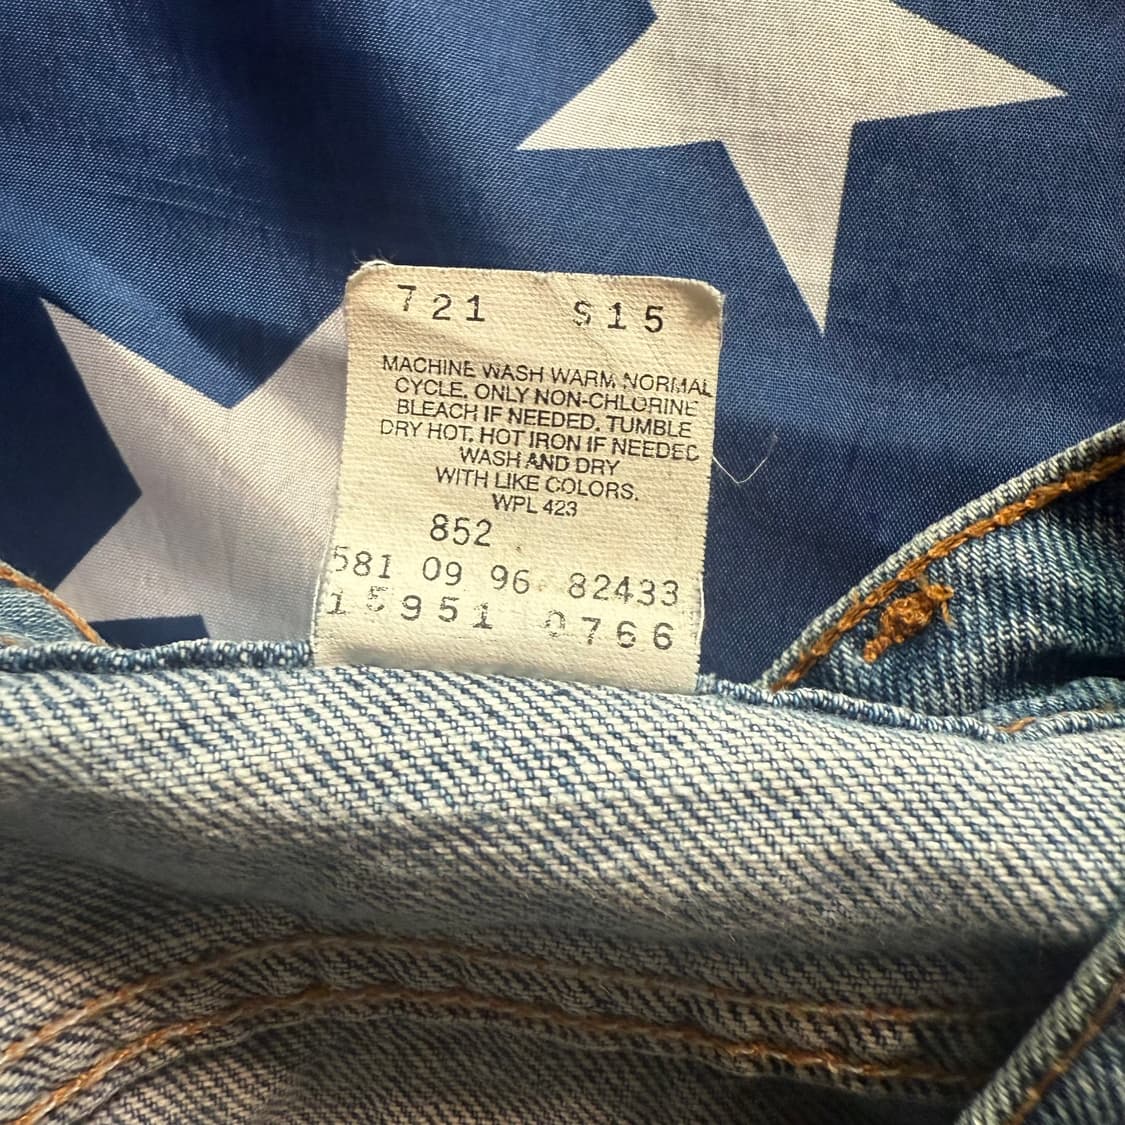 721 S15
MACHINE WASH WARM NORMAL
CYCLE. ONLY NON-CHLORINE
BLEACH IF NEEDED. TUMBLE
DRY HOT. HOT IRON IF NEEDED
WASH AND DRY
WITH LIKE COLORS.
WPL 423
852
581 09 96 82433
15951 0766